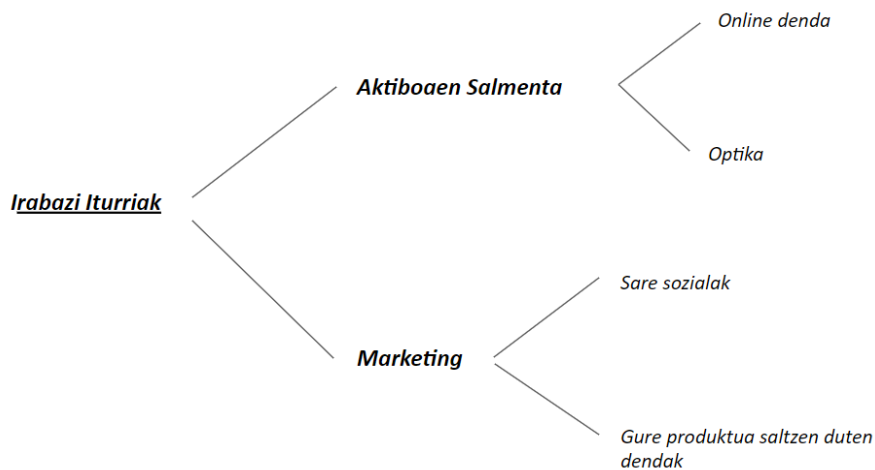 Online denda
Aktiboaen Salmenta
Optika
Irabazi Iturriak
Sare sozialak
Marketing
Gure produktua saltzen duten
dendak